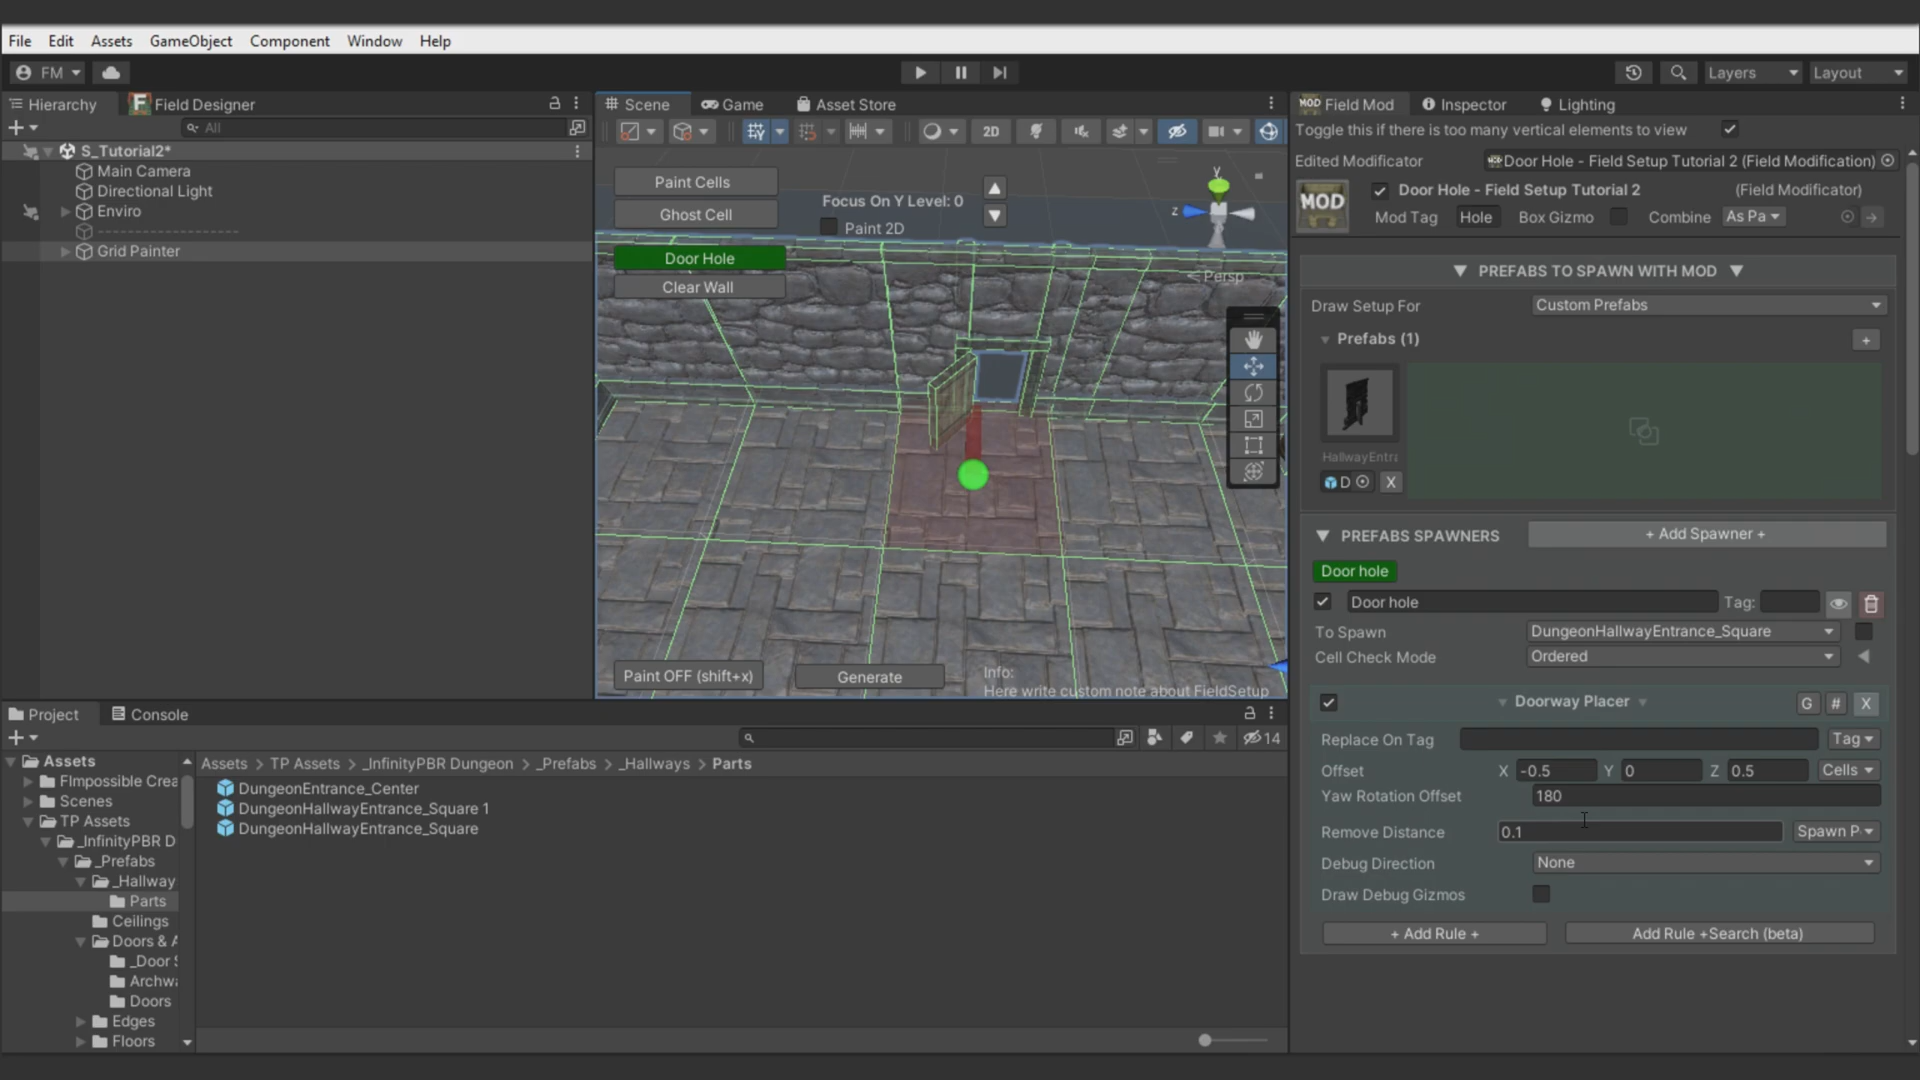 File Edit Assets GameObject Component Window Help
FM
Layers Layout
Hierarchy F Field Designer
All
S_Tutorial2*
Main Camera
Directional Light
Enviro
--------------------
Grid Painter
Scene Game Asset Store
2D
Paint Cells
Ghost Cell
Focus On Y Level: 0
Paint 2D
Door Hole
Clear Wall
y
z
< Persp
Paint OFF (shift+x)
Generate
Info:
Here write custom note about FieldSetup
MOD Field Mod Inspector Lighting
Toggle this if there is too many vertical elements to view
Edited Modificator Door Hole - Field Setup Tutorial 2 (Field Modification)
MOD
Door Hole - Field Setup Tutorial 2 (Field Modificator)
Mod Tag Hole Box Gizmo Combine As Pa
▼ PREFABS TO SPAWN WITH MOD ▼
Draw Setup For Custom Prefabs
Prefabs (1) +
HallwayEntr
D X
▼ PREFABS SPAWNERS + Add Spawner +
Door hole
Door hole Tag:
To Spawn DungeonHallwayEntrance_Square
Cell Check Mode Ordered
Doorway Placer G # X
Replace On Tag Tag
Offset X -0.5 Y 0 Z 0.5 Cells
Yaw Rotation Offset 180
Remove Distance 0.1 Spawn P
Debug Direction None
Draw Debug Gizmos
+ Add Rule + Add Rule +Search (beta)
Project Console
14
Assets
FImpossible Crea
Scenes
TP Assets
_InfinityPBR D
_Prefabs
_Hallway
Parts
Ceilings
Doors & A
_Door S
Archwa
Doors
Edges
Floors
Assets > TP Assets > _InfinityPBR Dungeon > _Prefabs > _Hallways > Parts
DungeonEntrance_Center
DungeonHallwayEntrance_Square 1
DungeonHallwayEntrance_Square